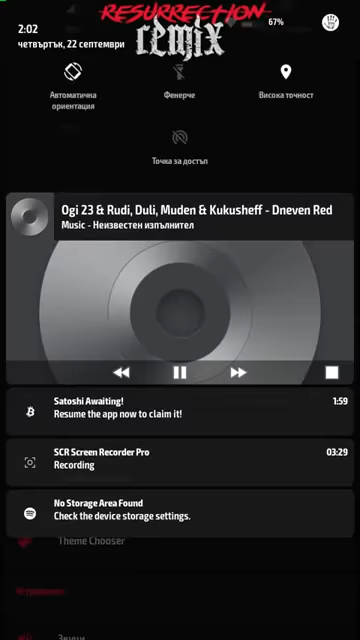 RESURRECTION
remix
67%
2:02
четвъртък, 22 септември
Автоматична
ориентация
Фенерче
Висока точност
Точка за достъп
Ogi 23 & Rudi, Duli, Muden & Kukusheff - Dneven Red
Music - Неизвестен изпълнител
Satoshi Awaiting! 1:59
Resume the app now to claim it!
SCR Screen Recorder Pro 03:29
Recording
No Storage Area Found
Check the device storage settings.
Theme Chooser
Звуци